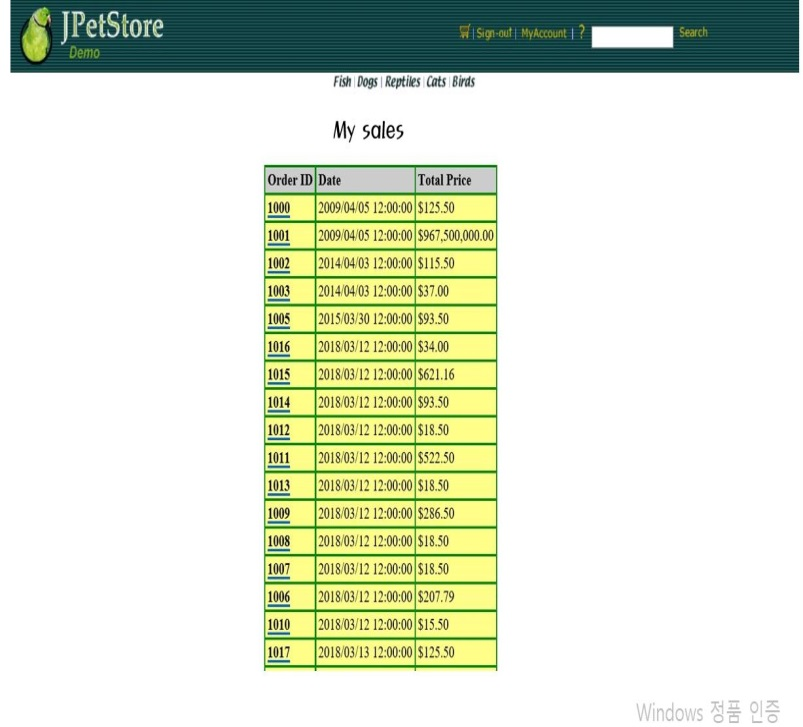 JPetStore
Demo
| Sign-out | MyAccount | ? Search
Fish | Dogs | Reptiles | Cats | Birds
My sales
Order ID Date Total Price
1000 2009/04/05 12:00:00 $125.50
1001 2009/04/05 12:00:00 $967,500,000.00
1002 2014/04/03 12:00:00 $115.50
1003 2014/04/03 12:00:00 $37.00
1005 2015/03/30 12:00:00 $93.50
1016 2018/03/12 12:00:00 $34.00
1015 2018/03/12 12:00:00 $621.16
1014 2018/03/12 12:00:00 $93.50
1012 2018/03/12 12:00:00 $18.50
1011 2018/03/12 12:00:00 $522.50
1013 2018/03/12 12:00:00 $18.50
1009 2018/03/12 12:00:00 $286.50
1008 2018/03/12 12:00:00 $18.50
1007 2018/03/12 12:00:00 $18.50
1006 2018/03/12 12:00:00 $207.79
1010 2018/03/12 12:00:00 $15.50
1017 2018/03/13 12:00:00 $125.50
Windows 정품 인증